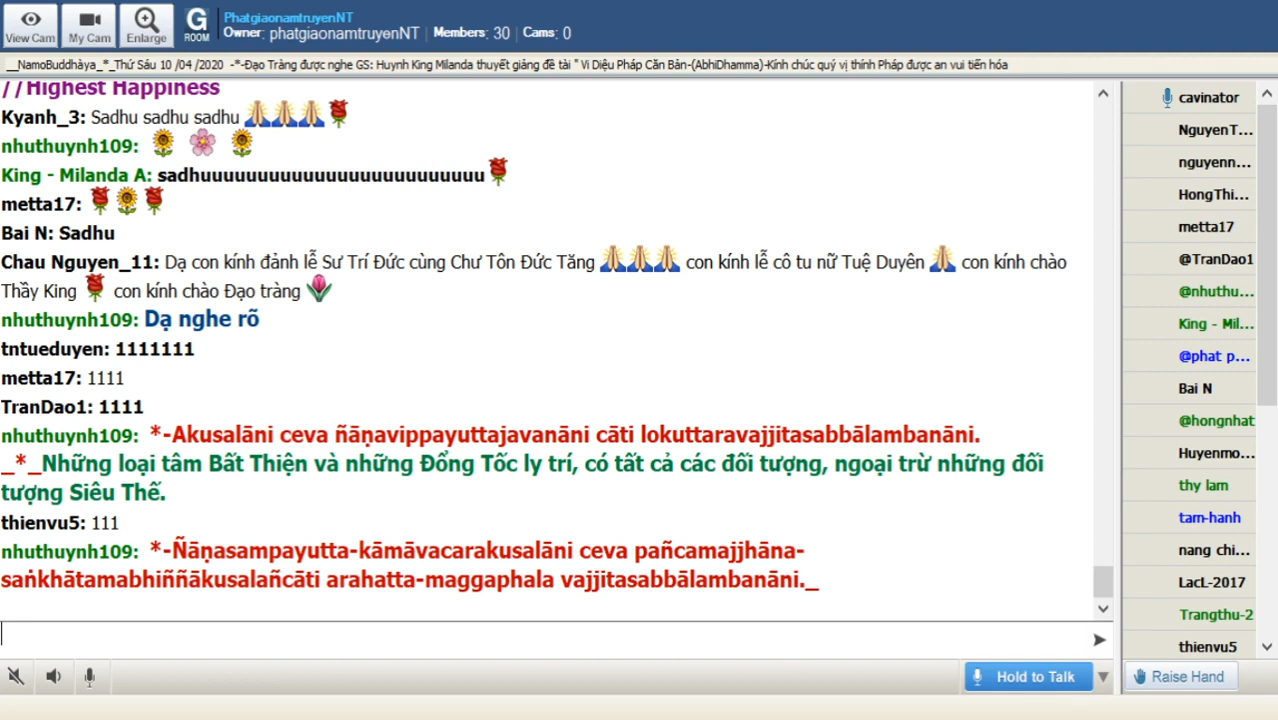 View Cam
My Cam
Enlarge
G
ROOM
PhatgiaonamtruyenNT
Owner: phatgiaonamtruyenNT | Members: 30 | Cams: 0
__NamoBuddhàya_*_Thứ Sáu 10 /04 /2020 -*-Đạo Tràng được nghe GS: Huynh King Milanda thuyết giảng đề tài " Vi Diệu Pháp Căn Bản-(AbhiDhamma)-Kính chúc quý vị thính Pháp được an vui tiến hóa
//Highest Happiness
Kyanh_3: Sadhu sadhu sadhu
nhuthuynh109:
King - Milanda A: sadhuuuuuuuuuuuuuuuuuuuuuuuuu
metta17:
Bai N: Sadhu
Chau Nguyen_11: Dạ con kính đảnh lễ Sư Trí Đức cùng Chư Tôn Đức Tăng con kính lễ cô tu nữ Tuệ Duyên con kính chào
Thầy King con kính chào Đạo tràng
nhuthuynh109: Dạ nghe rõ
tntueduyen: 1111111
metta17: 1111
TranDao1: 1111
nhuthuynh109: *-Akusalāni ceva ñāṇavippayuttajavanāni cāti lokuttaravajjitasabbālambanāni.
_*_Những loại tâm Bất Thiện và những Đổng Tốc ly trí, có tất cả các đối tượng, ngoại trừ những đối
tượng Siêu Thế.
thienvu5: 111
nhuthuynh109: *-Ñāṇasampayutta-kāmāvacarakusalāni ceva pañcamajjhāna-
saṅkhātamabhiññākusalañcāti arahatta-maggaphala vajjitasabbālambanāni._
cavinator
NguyenT...
nguyenn...
HongThi...
metta17
@TranDao1
@nhuthu...
King - Mil...
@phat p...
Bai N
@hongnhat
Huyenmo...
thy lam
tam-hanh
nang chi...
LacL-2017
Trangthu-2
thienvu5
Hold to Talk
Raise Hand